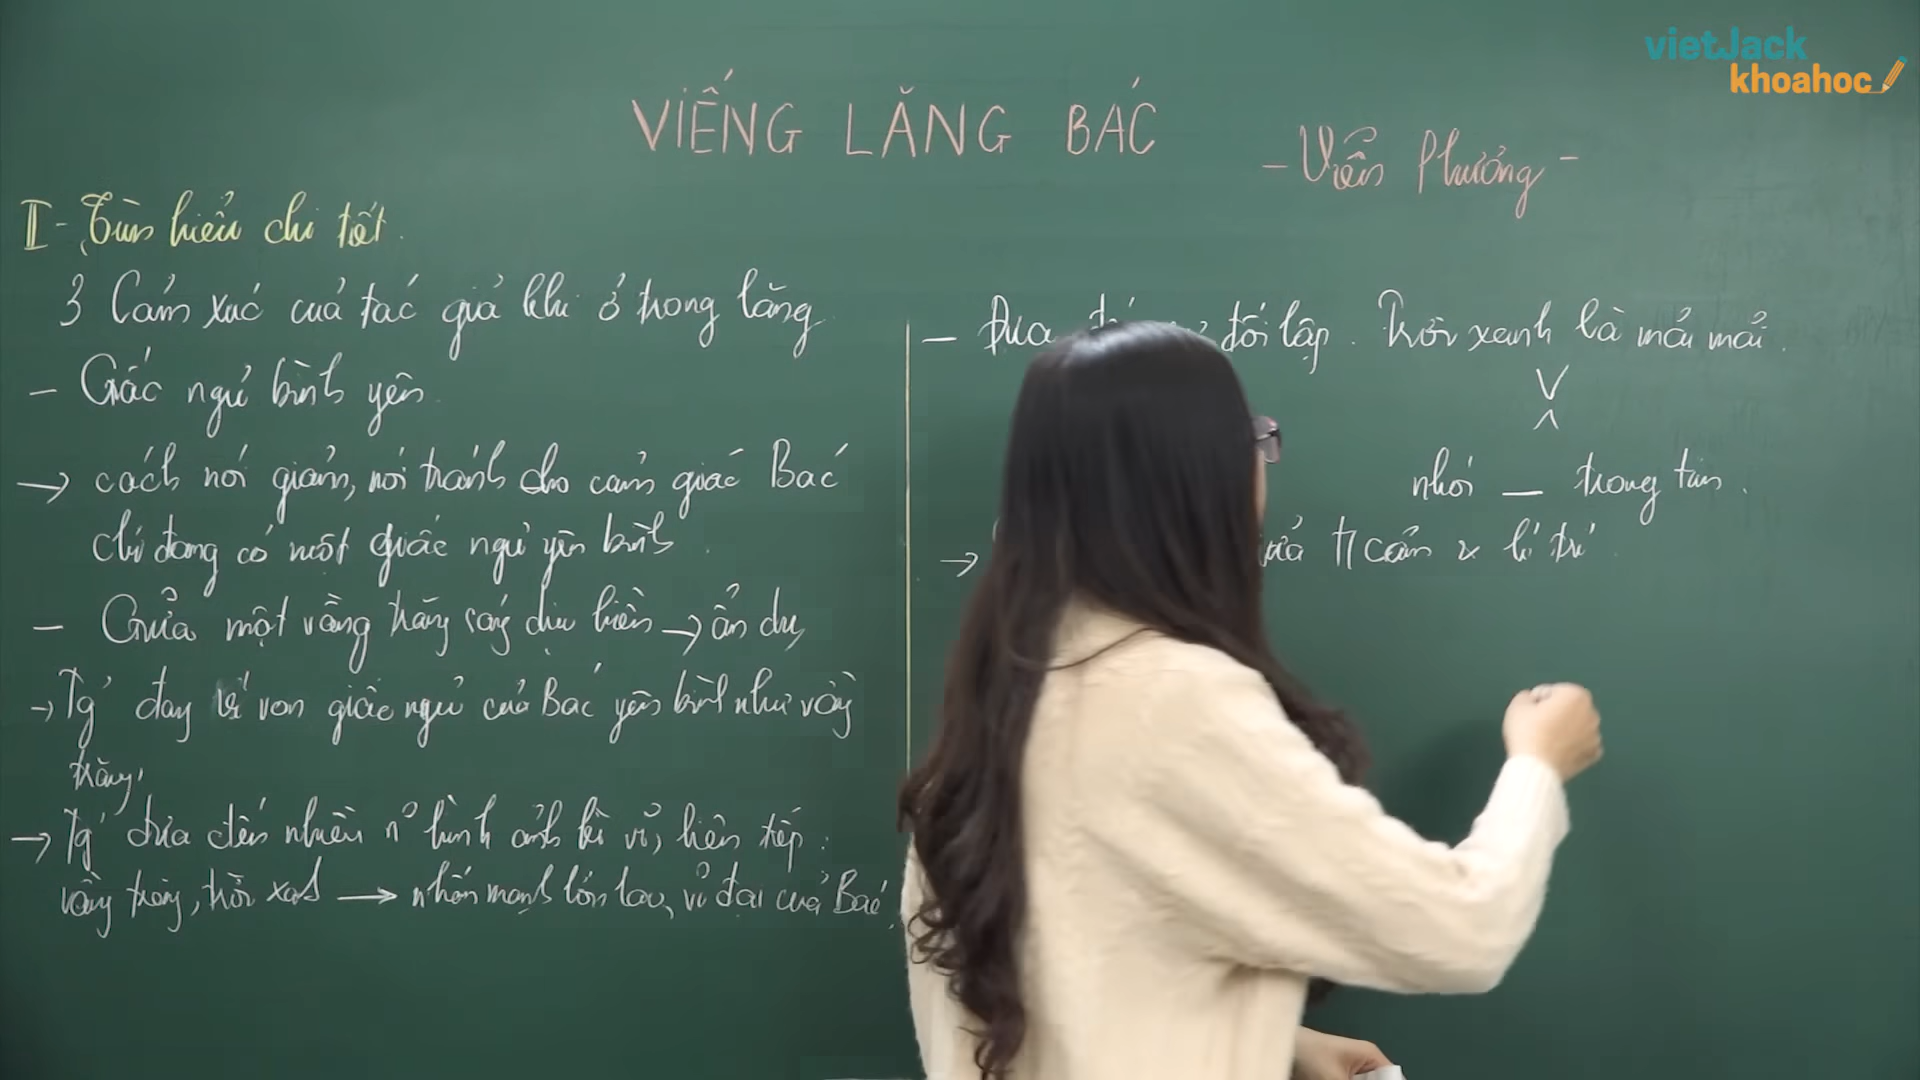 vietJack
khoahoc
VIẾNG LĂNG BÁC
- Viễn Phương -
II - Tìm hiểu chi tiết.
3 Cảm xúc của tác giả khi ở trong lăng
- Giấc ngủ bình yên
→ cách nói giảm, nói tránh cho cảm giác Bác
chỉ đang có một giấc ngủ yên bình.
- Giữa một vầng trăng sáng dịu hiền → ẩn dụ
→ Tg' đang ví von giấc ngủ của Bác yên bình như vầng
trăng,
→ Tg' đưa đến nhiều n~ hình ảnh kì vĩ, liên tiếp:
vầng trăng, trời xanh → nhấn mạnh lớn lao, vĩ đại của Bác.
- Đưa đối lập. Trời xanh là mãi mãi.
nhói — trong tim.
→ t/cảm & lí trí.